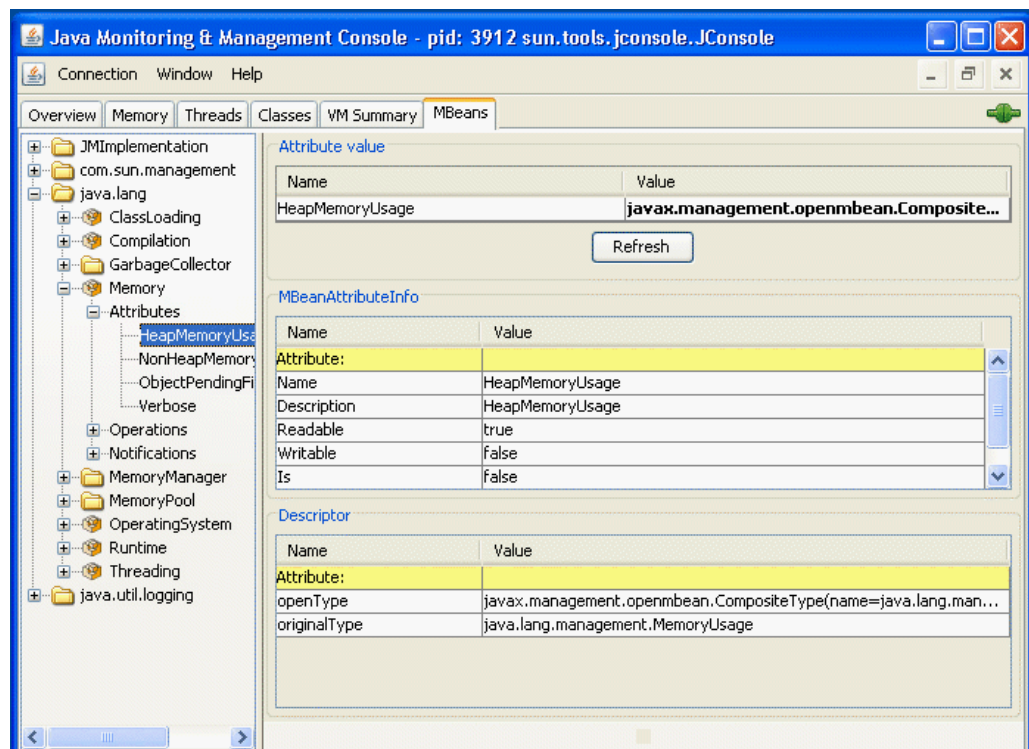 Java Monitoring & Management Console - pid: 3912 sun.tools.jconsole.JConsole
Connection Window Help
Overview Memory Threads Classes VM Summary MBeans
JMImplementation
com.sun.management
java.lang
ClassLoading
Compilation
GarbageCollector
Memory
Attributes
HeapMemoryUsa
NonHeapMemory
ObjectPendingFi
Verbose
Operations
Notifications
MemoryManager
MemoryPool
OperatingSystem
Runtime
Threading
java.util.logging
Attribute value
Name Value
HeapMemoryUsage javax.management.openmbean.Composite...
Refresh
MBeanAttributeInfo
Name Value
Attribute:
Name HeapMemoryUsage
Description HeapMemoryUsage
Readable true
Writable false
Is false
Descriptor
Name Value
Attribute:
openType javax.management.openmbean.CompositeType(name=java.lang.man...
originalType java.lang.management.MemoryUsage